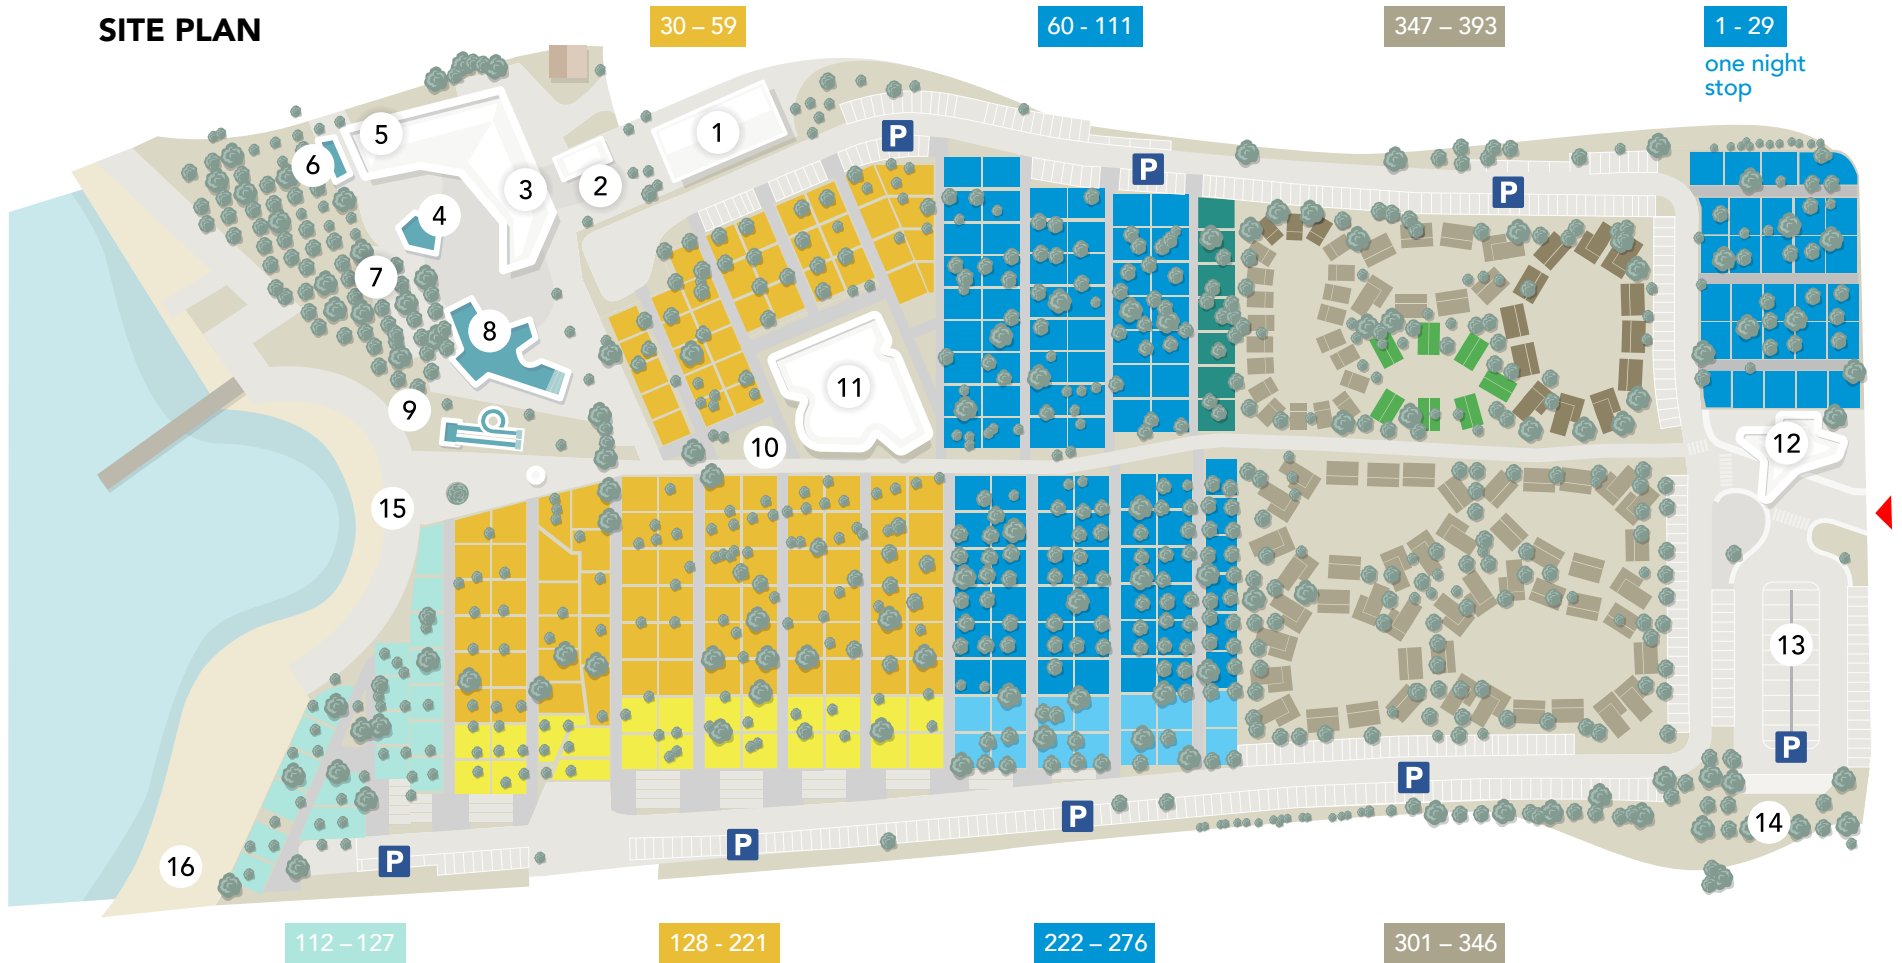 SITE PLAN
30 – 59
60 - 111
347 – 393
1 - 29
one night
stop
1
2
3
4
5
6
7
8
9
10
11
12
13
14
15
16
P
P
P
P
P
P
P
P
112 – 127
128 - 221
222 – 276
301 – 346